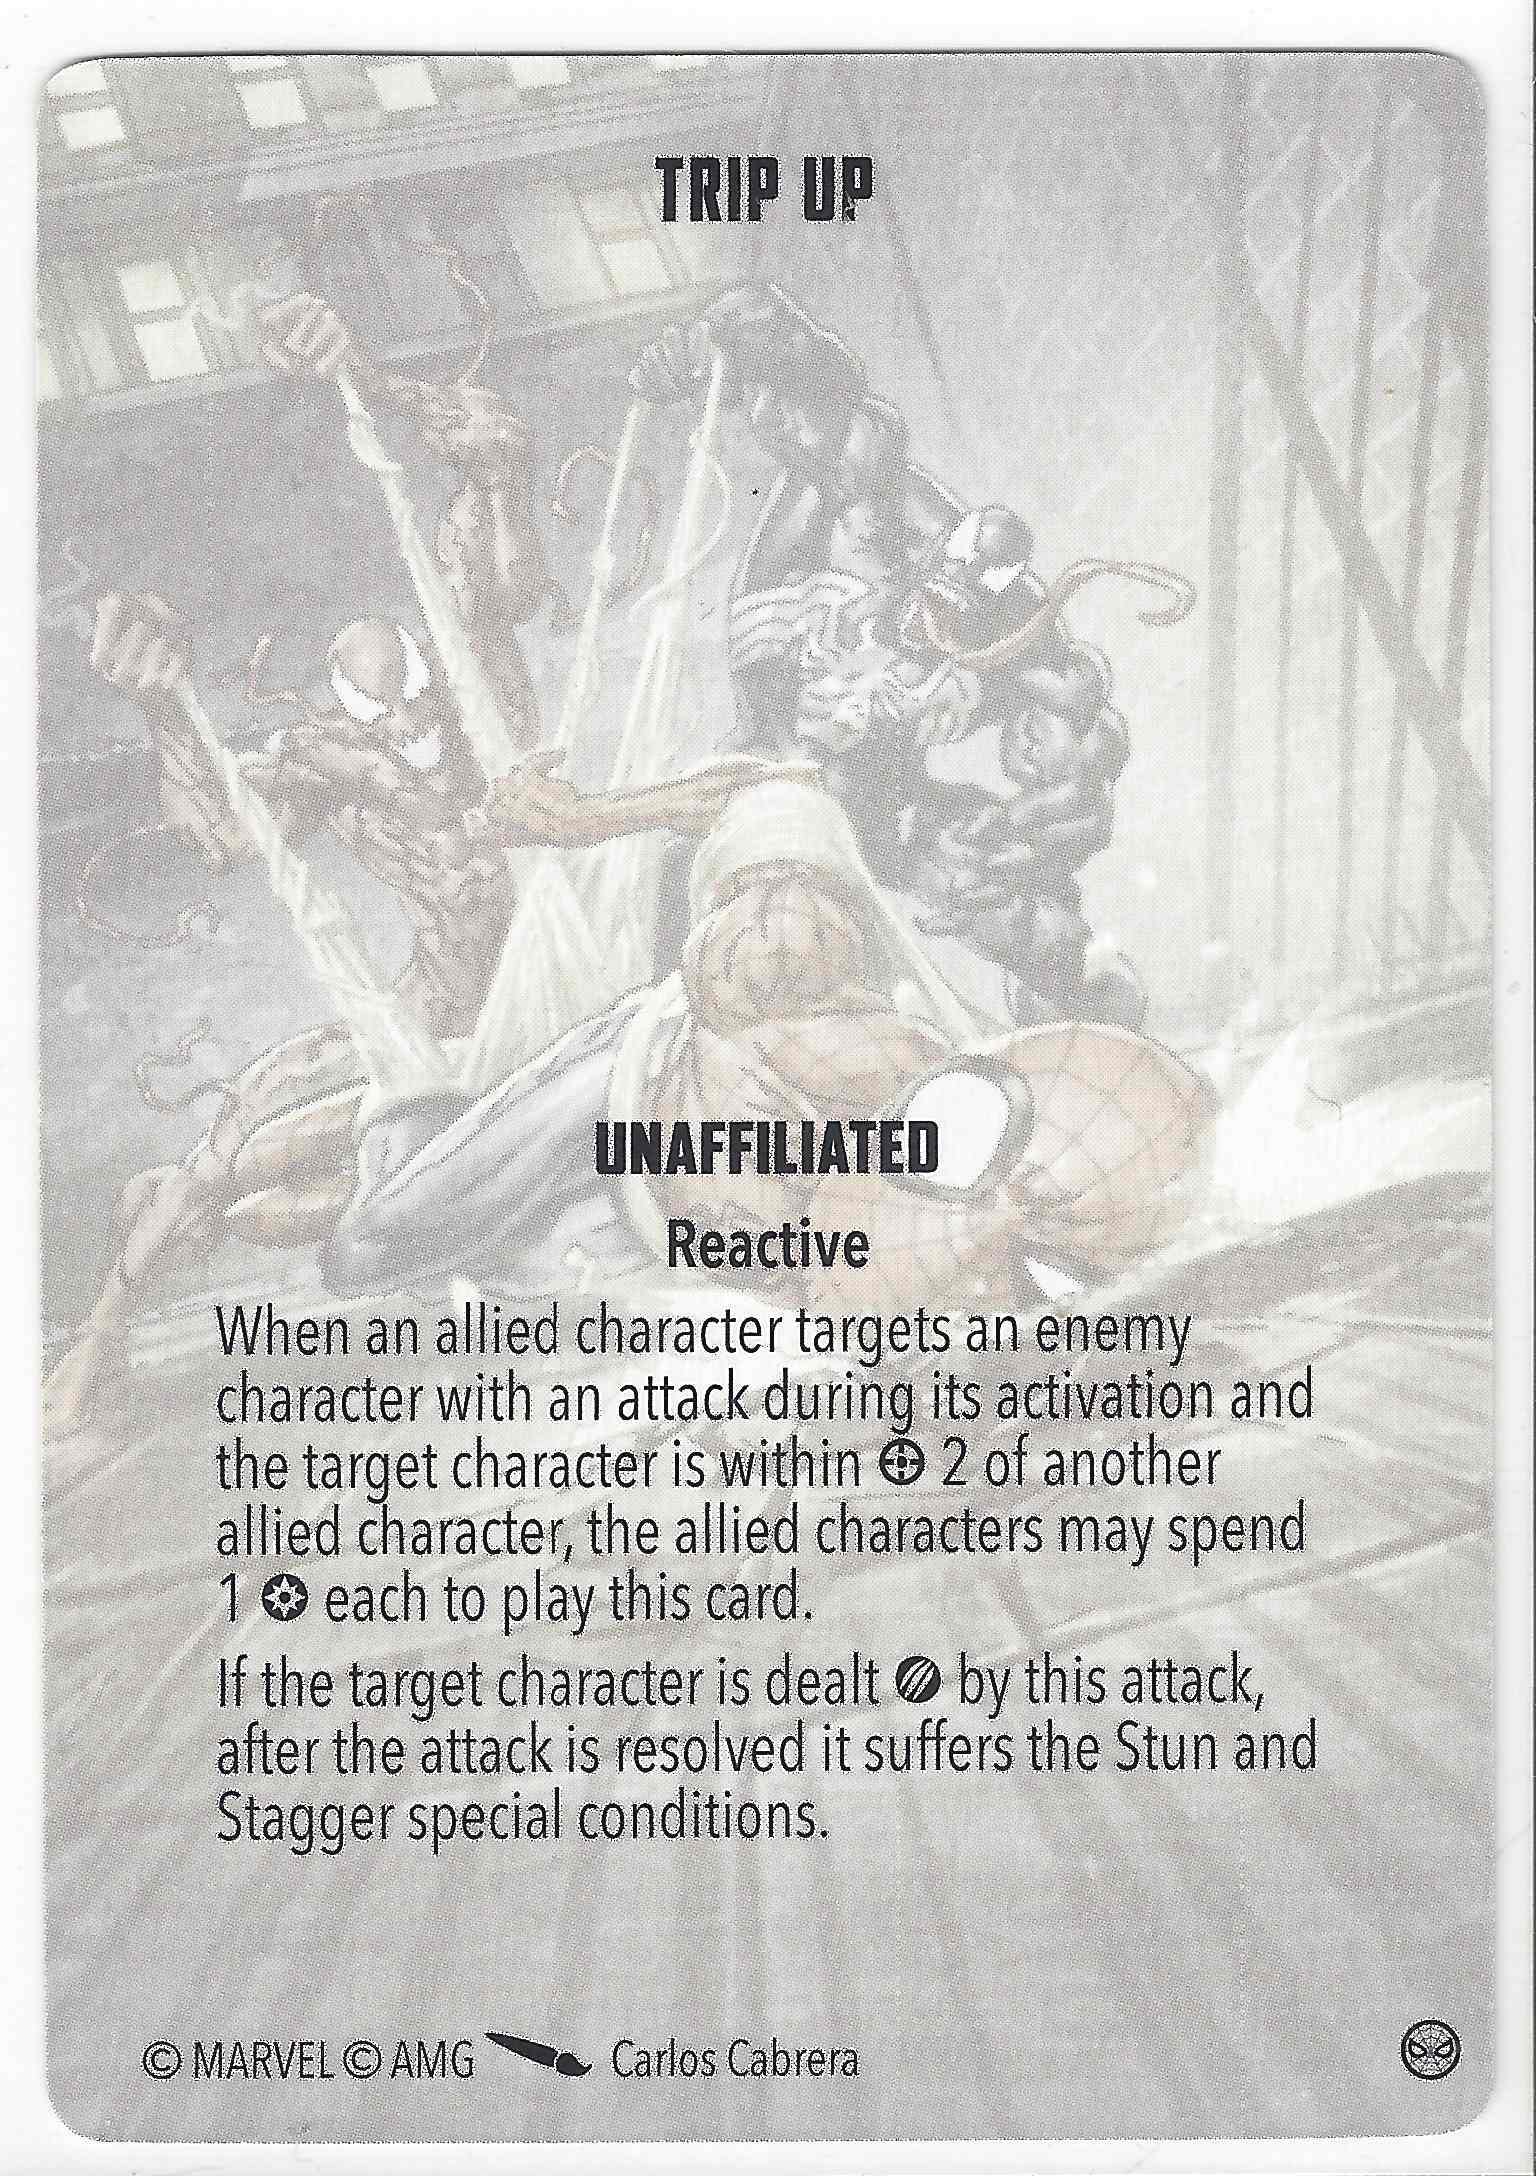 TRIP UP
UNAFFILIATED
Reactive
When an allied character targets an enemy
character with an attack during its activation and
the target character is within 2 of another
allied character, the allied characters may spend
1 each to play this card.
If the target character is dealt by this attack,
after the attack is resolved it suffers the Stun and
Stagger special conditions.
© MARVEL © AMG Carlos Cabrera